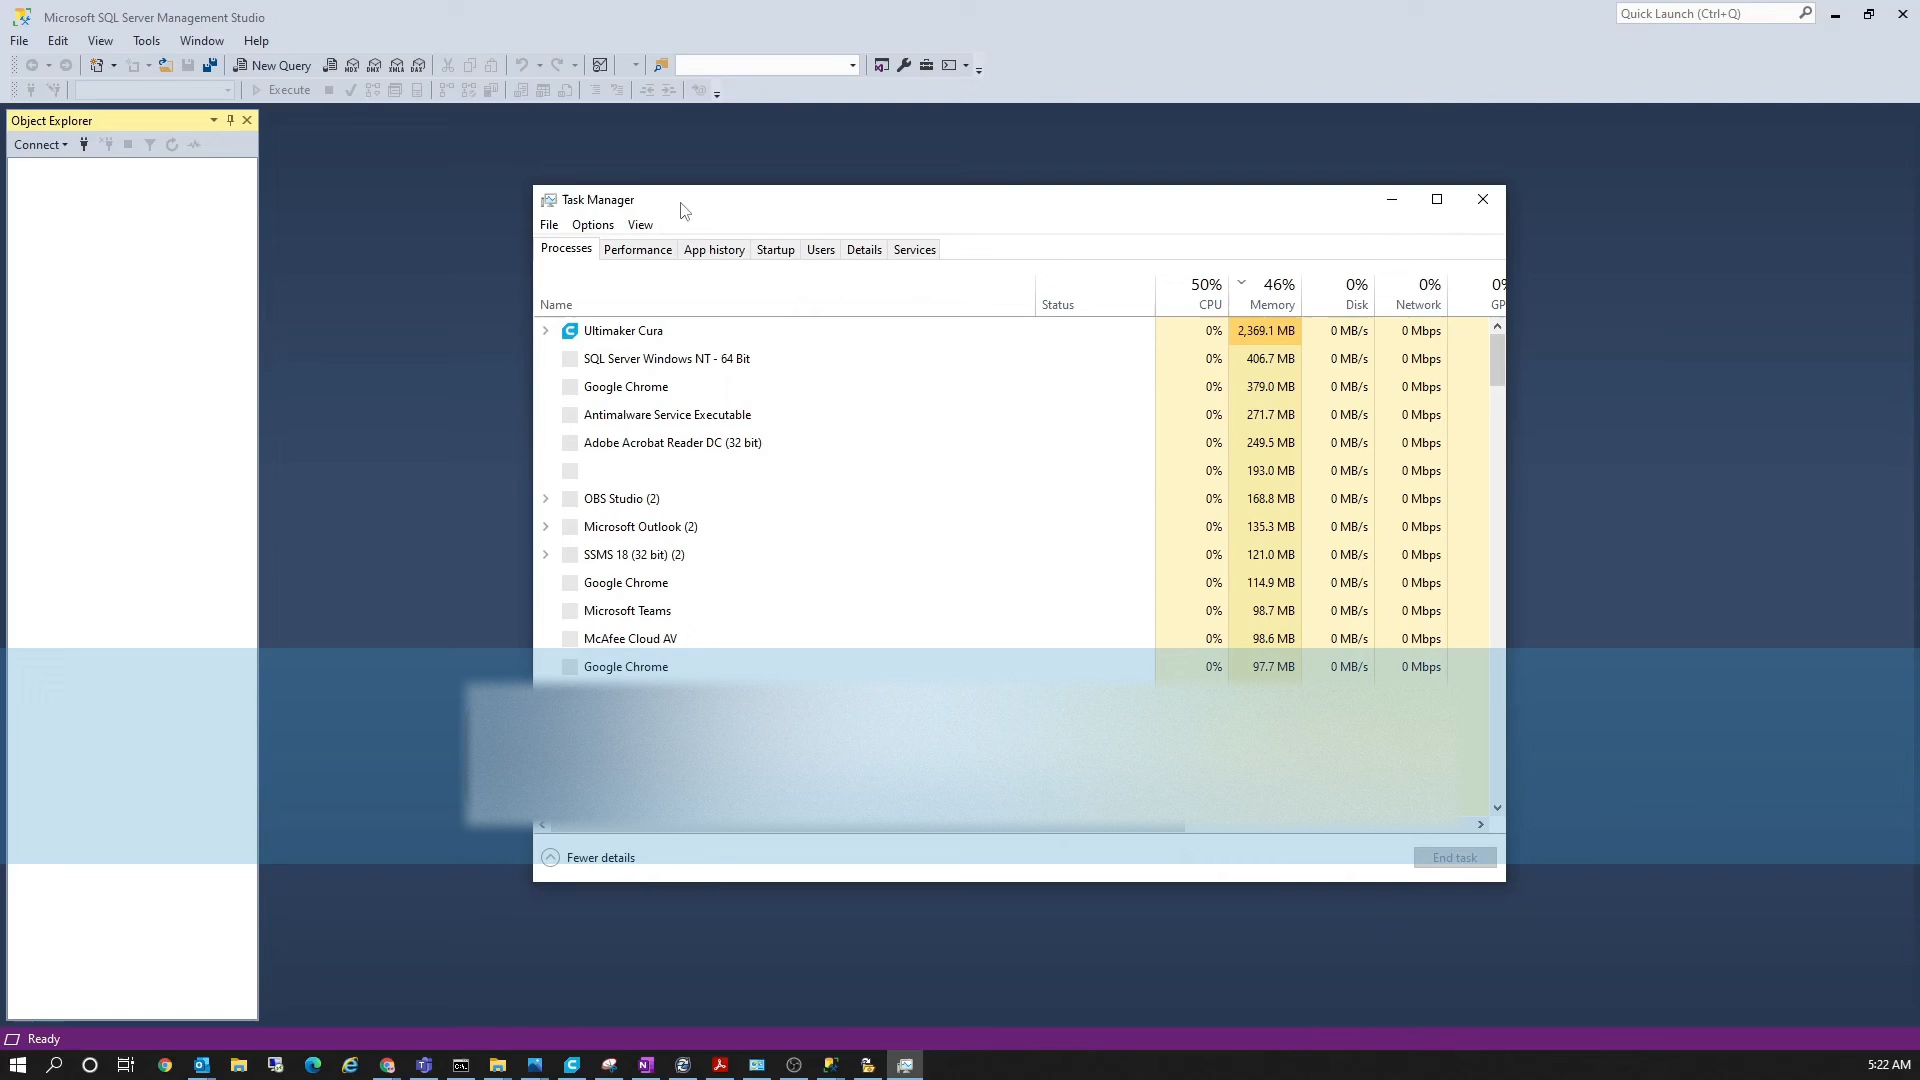 Microsoft SQL Server Management Studio
Quick Launch (Ctrl+Q)
File Edit View Tools Window Help
New Query MDX DMX XMLA DAX
Execute
Object Explorer
Connect
Task Manager
File Options View
Processes Performance App history Startup Users Details Services
50% 46% 0% 0% 0%
Name Status CPU Memory Disk Network GP
Ultimaker Cura 0% 2,369.1 MB 0 MB/s 0 Mbps
SQL Server Windows NT - 64 Bit 0% 406.7 MB 0 MB/s 0 Mbps
Google Chrome 0% 379.0 MB 0 MB/s 0 Mbps
Antimalware Service Executable 0% 271.7 MB 0 MB/s 0 Mbps
Adobe Acrobat Reader DC (32 bit) 0% 249.5 MB 0 MB/s 0 Mbps
0% 193.0 MB 0 MB/s 0 Mbps
OBS Studio (2) 0% 168.8 MB 0 MB/s 0 Mbps
Microsoft Outlook (2) 0% 135.3 MB 0 MB/s 0 Mbps
SSMS 18 (32 bit) (2) 0% 121.0 MB 0 MB/s 0 Mbps
Google Chrome 0% 114.9 MB 0 MB/s 0 Mbps
Microsoft Teams 0% 98.7 MB 0 MB/s 0 Mbps
McAfee Cloud AV 0% 98.6 MB 0 MB/s 0 Mbps
Google Chrome 0% 97.7 MB 0 MB/s 0 Mbps
Fewer details End task
Ready
5:22 AM